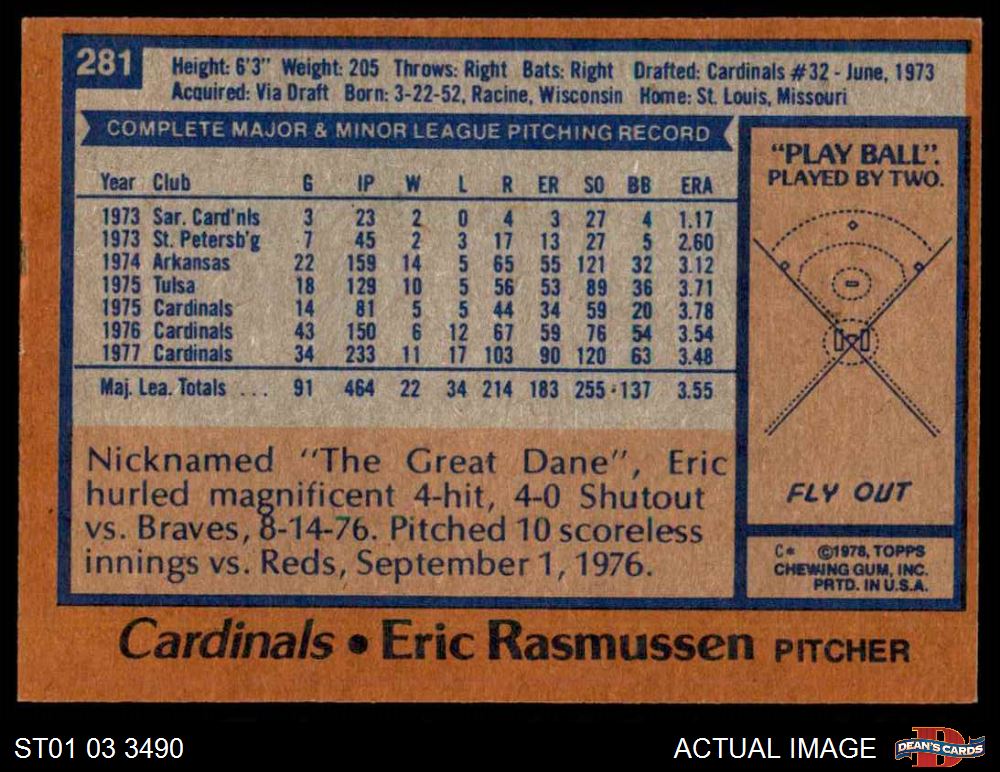 281
Height: 6'3" Weight: 205 Throws: Right Bats: Right Drafted: Cardinals #32 - June, 1973
Acquired: Via Draft Born: 3-22-52, Racine, Wisconsin Home: St. Louis, Missouri
COMPLETE MAJOR & MINOR LEAGUE PITCHING RECORD
Year Club G IP W L R ER SO BB ERA
1973 Sar. Card'nls 3 23 2 0 4 3 27 4 1.17
1973 St. Petersb'g 7 45 2 3 17 13 27 5 2.60
1974 Arkansas 22 159 14 5 65 55 121 32 3.12
1975 Tulsa 18 129 10 5 56 53 89 36 3.71
1975 Cardinals 14 81 5 5 44 34 59 20 3.78
1976 Cardinals 43 150 6 12 67 59 76 54 3.54
1977 Cardinals 34 233 11 17 103 90 120 63 3.48
Maj. Lea. Totals ... 91 464 22 34 214 183 255 137 3.55
Nicknamed "The Great Dane", Eric
hurled magnificent 4-hit, 4-0 Shutout
vs. Braves, 8-14-76. Pitched 10 scoreless
innings vs. Reds, September 1, 1976.
"PLAY BALL".
PLAYED BY TWO.
FLY OUT
C* ©1978, TOPPS
CHEWING GUM, INC.
PRTD. IN U.S.A.
Cardinals • Eric Rasmussen PITCHER
ST01 03 3490
ACTUAL IMAGE
D
DEAN'S CARDS